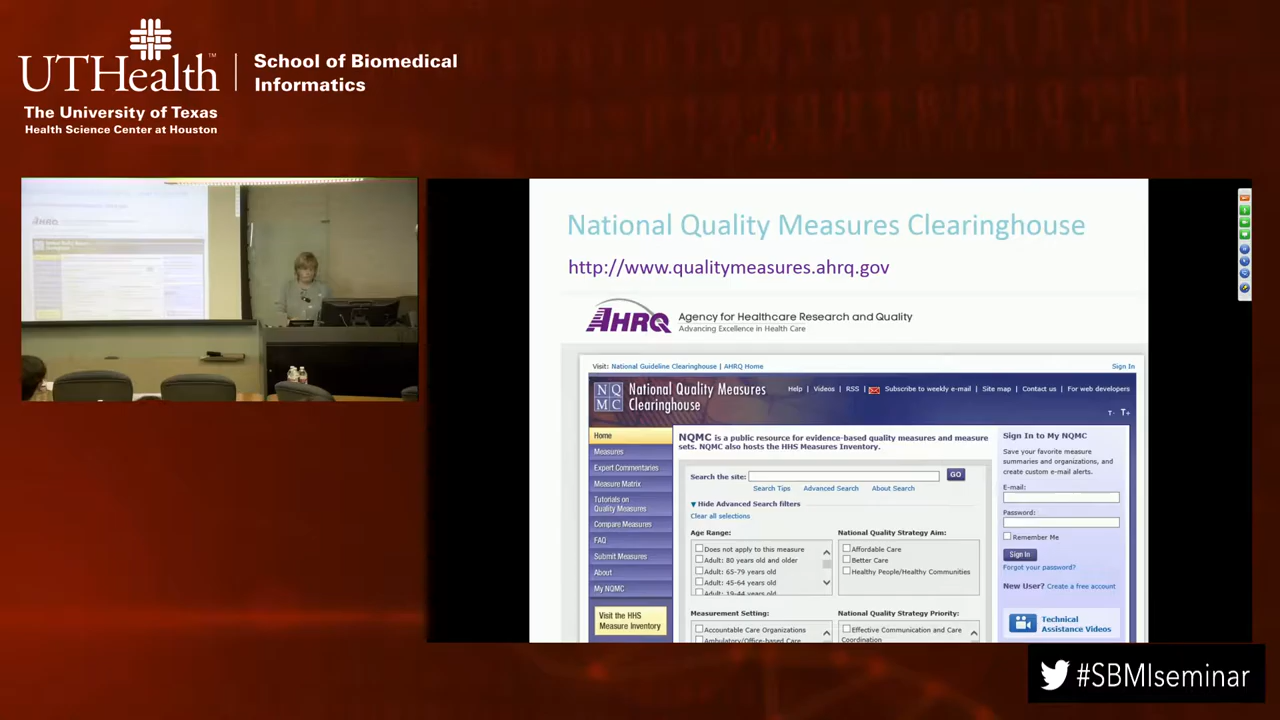 UTHealth™
School of Biomedical
Informatics
The University of Texas
Health Science Center at Houston
National Quality Measures Clearinghouse
http://www.qualitymeasures.ahrq.gov
AHRQ
Agency for Healthcare Research and Quality
Advancing Excellence in Health Care
Visit: National Guideline Clearinghouse | AHRQ Home
Sign In
NQMC
National Quality Measures
Clearinghouse
Help | Videos | RSS | Subscribe to weekly e-mail | Site map | Contact us | For web developers
T- T+
Home
Measures
Expert Commentaries
Measure Matrix
Tutorials on
Quality Measures
Compare Measures
FAQ
Submit Measures
About
My NQMC
Visit the HHS
Measure Inventory
NQMC is a public resource for evidence-based quality measures and measure
sets. NQMC also hosts the HHS Measures Inventory.
Search the site:
GO
Search Tips Advanced Search About Search
Hide Advanced Search filters
Clear all selections
Age Range:
Does not apply to this measure
Adult: 80 years old and older
Adult: 65-79 years old
Adult: 45-64 years old
Adult: 19-44 years old
National Quality Strategy Aim:
Affordable Care
Better Care
Healthy People/Healthy Communities
Measurement Setting:
Accountable Care Organizations
Ambulatory/Office-based Care
National Quality Strategy Priority:
Effective Communication and Care
Coordination
Sign In to My NQMC
Save your favorite measure
summaries and organizations, and
create custom e-mail alerts.
E-mail:
Password:
Remember Me
Sign In
Forgot your password?
New User? Create a free account
Technical
Assistance Videos
#SBMIseminar